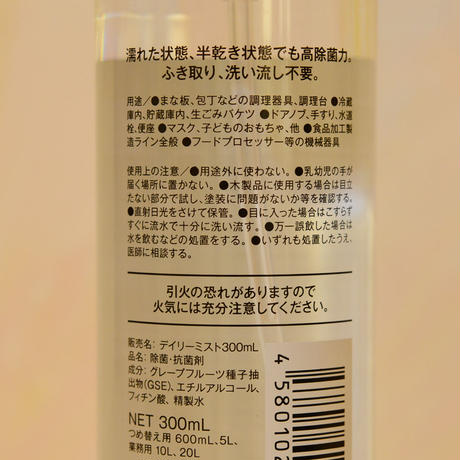 濡れた状態、半乾き状態でも高除菌力。
ふき取り、洗い流し不要。
用途／●まな板、包丁などの調理器具、調理台 ●冷蔵
庫内、貯蔵庫内、生ごみバケツ ●ドアノブ、手すり、水道
栓、便座 ●マスク、子どものおもちゃ、他 ●食品加工製
造ライン全般 ●フードプロセッサー等の機械器具
使用上の注意／●用途外に使わない。●乳幼児の手が
届く場所に置かない。●木製品に使用する場合は目立
たない部分で試し、塗装に問題がないか等を確認する。
●直射日光をさけて保管。●目に入った場合はこすらず
すぐに流水で十分に洗い流す。●万一誤飲した場合は
水を飲むなどの処置をする。●いずれも処置したうえ、
医師に相談する。
引火の恐れがありますので
火気には充分注意してください。
販売名: デイリーミスト300mL
品名: 除菌・抗菌剤
成分: グレープフルーツ種子抽
出物(GSE)、エチルアルコール、
フィチン酸、精製水
NET 300mL
つめ替え用 600mL、5L、
業務用 10L、20L
4 580102